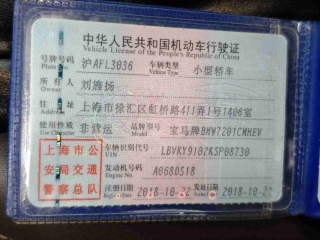 中华人民共和国机动车行驶证
Vehicle License of the People's Republic of China
号牌号码 沪AFL3036 车辆类型 小型轿车
Plate No. Vehicle Type
所有人 刘旌扬
Owner
住址 上海市徐汇区虹桥路411弄1号1406室
Address
使用性质 非营运 品牌型号 宝马牌BMW7201CMHEV
Use Character Model
上海市公
安局交通
警察总队
车辆识别代号 LBVKY9102KSP08730
VIN
发动机号码 A0680518
Engine No.
注册日期 2018-10-22 发证日期 2018-10-22